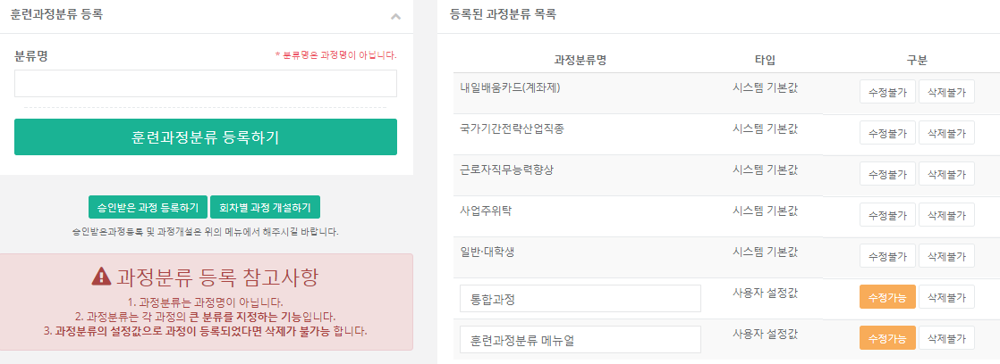 훈련과정분류 등록
분류명
* 분류명은 과정명이 아닙니다.
훈련과정분류 등록하기
승인받은 과정 등록하기
회차별 과정 개설하기
승인받은과정등록 및 과정개설은 위의 메뉴에서 해주시길 바랍니다.
과정분류 등록 참고사항
1. 과정분류는 과정명이 아닙니다.
2. 과정분류는 각 과정의 큰 분류를 지정하는 기능입니다.
3. 과정분류의 설정값으로 과정이 등록되었다면 삭제가 불가능 합니다.
등록된 과정분류 목록
과정분류명 타입 구분
내일배움카드(계좌제) 시스템 기본값 수정불가 삭제불가
국가기간전략산업직종 시스템 기본값 수정불가 삭제불가
근로자직무능력향상 시스템 기본값 수정불가 삭제불가
사업주위탁 시스템 기본값 수정불가 삭제불가
일반·대학생 시스템 기본값 수정불가 삭제불가
통합과정 사용자 설정값 수정가능 삭제불가
훈련과정분류 메뉴얼 사용자 설정값 수정가능 삭제불가